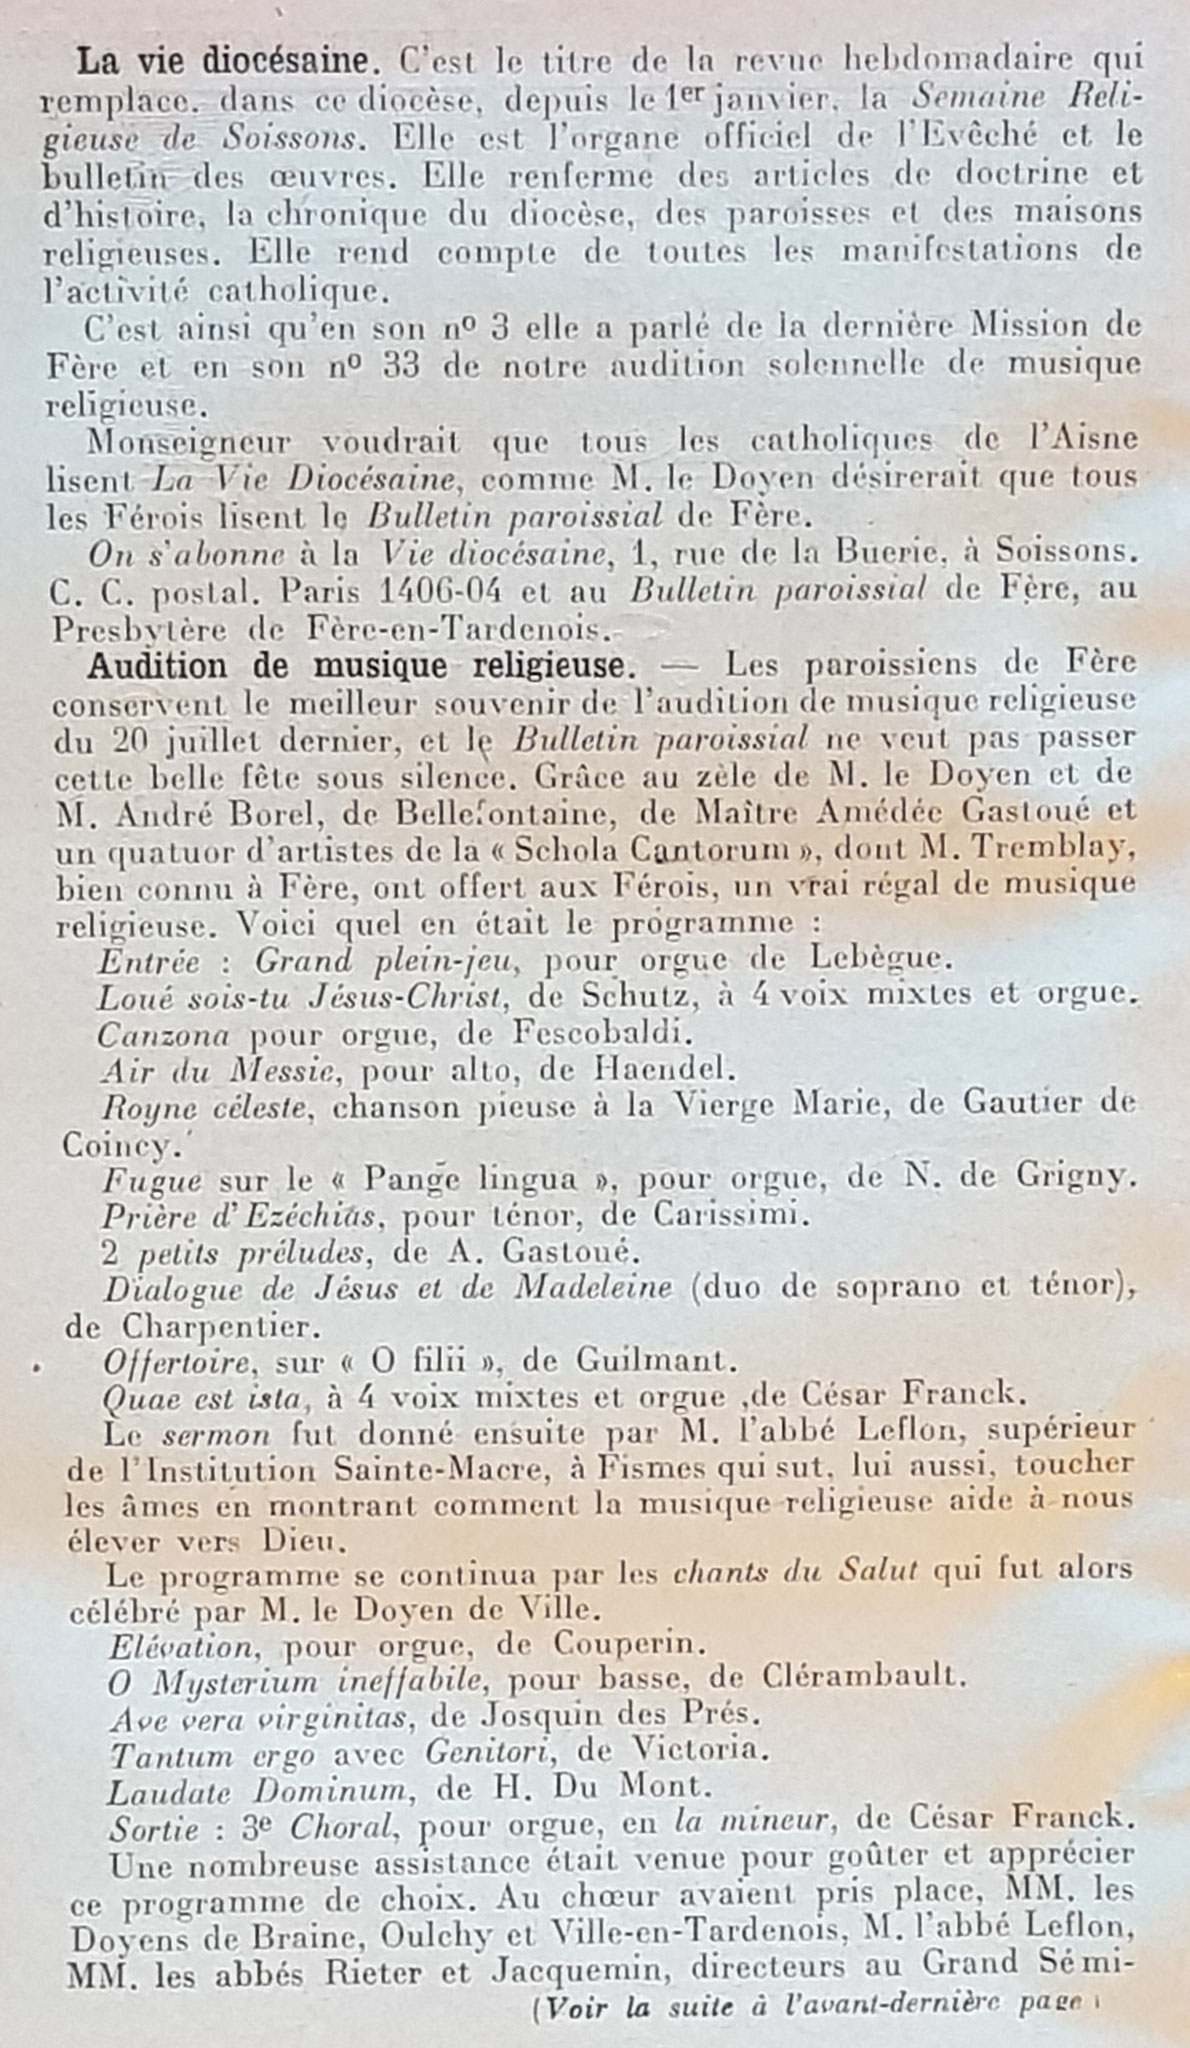 La vie diocésaine. C'est le titre de la revue hebdomadaire qui
remplace. dans ce diocèse, depuis le 1er janvier, la Semaine Reli-
gieuse de Soissons. Elle est l'organe officiel de l'Evêché et le
bulletin des œuvres. Elle renferme des articles de doctrine et
d'histoire, la chronique du diocèse, des paroisses et des maisons
religieuses. Elle rend compte de toutes les manifestations de
l'activité catholique.
C'est ainsi qu'en son nº 3 elle a parlé de la dernière Mission de
Fère et en son nº 33 de notre audition solennelle de musique
religieuse.
Monseigneur voudrait que tous les catholiques de l'Aisne
lisent La Vie Diocésaine, comme M. le Doyen désirerait que tous
les Férois lisent le Bulletin paroissial de Fère.
On s'abonne à la Vie diocésaine, 1, rue de la Buerie, à Soissons.
C. C. postal. Paris 1406-04 et au Bulletin paroissial de Fère, au
Presbytère de Fère-en-Tardenois.
Audition de musique religieuse. — Les paroissiens de Fère
conservent le meilleur souvenir de l'audition de musique religieuse
du 20 juillet dernier, et le Bulletin paroissial ne veut pas passer
cette belle fête sous silence. Grâce au zèle de M. le Doyen et de
M. André Borel, de Bellefontaine, de Maître Amédée Gastoué et
un quatuor d'artistes de la « Schola Cantorum », dont M. Tremblay,
bien connu à Fère, ont offert aux Férois, un vrai régal de musique
religieuse. Voici quel en était le programme :
Entrée : Grand plein-jeu, pour orgue de Lebègue.
Loué sois-tu Jésus-Christ, de Schutz, à 4 voix mixtes et orgue.
Canzona pour orgue, de Fescobaldi.
Air du Messie, pour alto, de Haendel.
Royne céleste, chanson pieuse à la Vierge Marie, de Gautier de
Coincy.
Fugue sur le « Pange lingua », pour orgue, de N. de Grigny.
Prière d'Ezéchias, pour ténor, de Carissimi.
2 petits préludes, de A. Gastoué.
Dialogue de Jésus et de Madeleine (duo de soprano et ténor),
de Charpentier.
Offertoire, sur « O filii », de Guilmant.
Quae est ista, à 4 voix mixtes et orgue ,de César Franck.
Le sermon fut donné ensuite par M. l'abbé Leflon, supérieur
de l'Institution Sainte-Macre, à Fismes qui sut, lui aussi, toucher
les âmes en montrant comment la musique religieuse aide à nous
élever vers Dieu.
Le programme se continua par les chants du Salut qui fut alors
célébré par M. le Doyen de Ville.
Elévation, pour orgue, de Couperin.
O Mysterium ineffabile, pour basse, de Clérambault.
Ave vera virginitas, de Josquin des Prés.
Tantum ergo avec Genitori, de Victoria.
Laudate Dominum, de H. Du Mont.
Sortie : 3e Choral, pour orgue, en la mineur, de César Franck.
Une nombreuse assistance était venue pour goûter et apprécier
ce programme de choix. Au chœur avaient pris place, MM. les
Doyens de Braine, Oulchy et Ville-en-Tardenois, M. l'abbé Leflon,
MM. les abbés Rieter et Jacquemin, directeurs au Grand Sémi-
(Voir la suite à l'avant-dernière page)